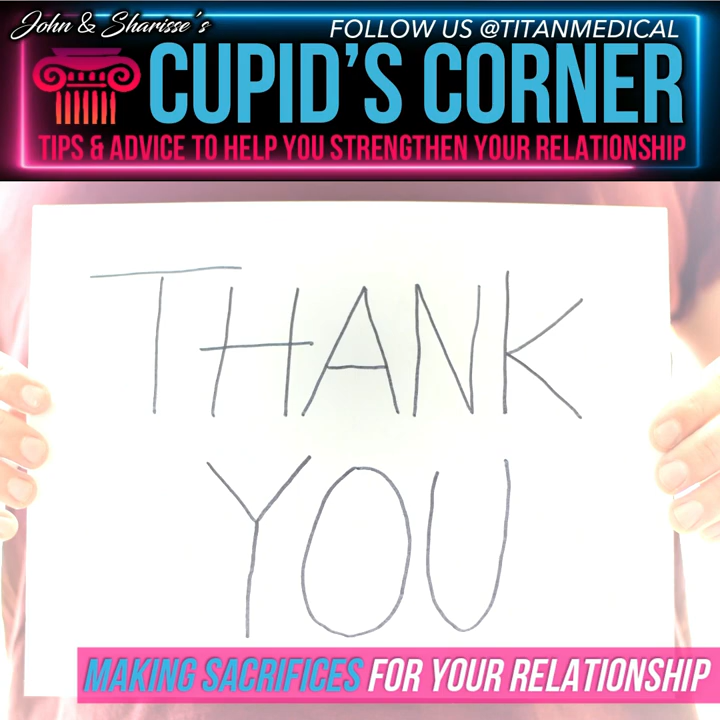 John & Sharisse's
FOLLOW US @TITANMEDICAL
CUPID'S CORNER
TIPS & ADVICE TO HELP YOU STRENGTHEN YOUR RELATIONSHIP
THANK
YOU
MAKING SACRIFICES FOR YOUR RELATIONSHIP